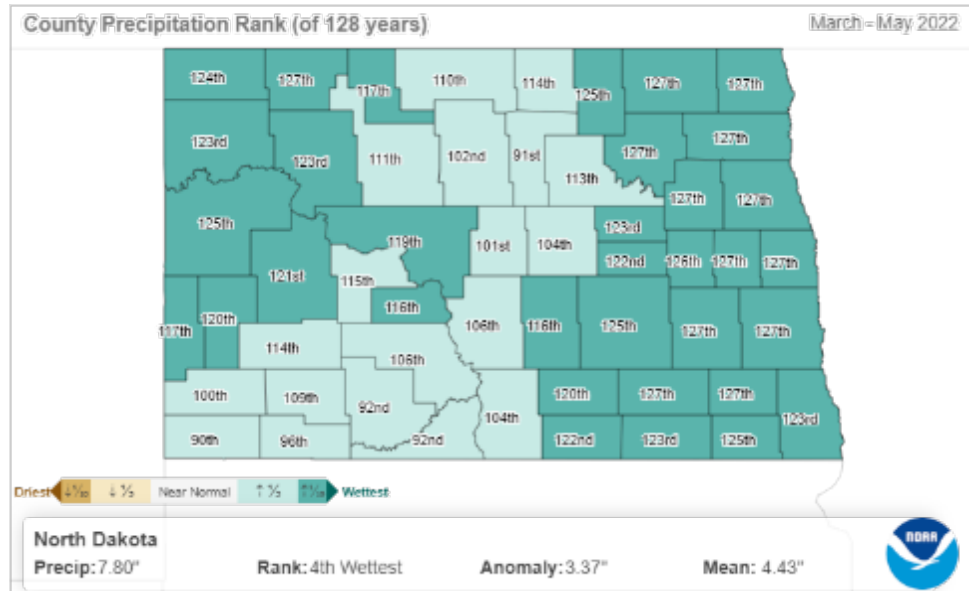 County Precipitation Rank (of 128 years) March - May 2022
124th 127th 117th 110th 114th 125th 127th 127th
123rd 123rd 111th 102nd 91st 113th 127th 127th
127th 127th
125th 119th 101st 104th 123rd
121st 115th 122nd 126th 127th 127th
117th 120th 116th 106th 116th 125th 127th 127th
114th 106th
100th 109th 92nd 104th 120th 127th 127th 123rd
90th 96th 92nd 122nd 123rd 125th
Driest Near Normal Wettest
North Dakota
Precip:7.80" Rank:4th Wettest Anomaly:3.37" Mean: 4.43"
NOAA